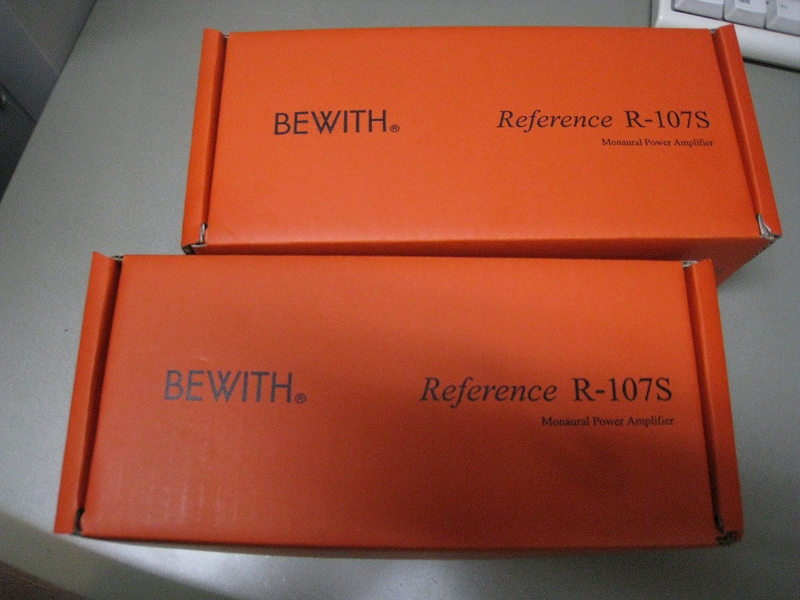 BEWITH® Reference R-107S
Monaural Power Amplifier
BEWITH® Reference R-107S
Monaural Power Amplifier